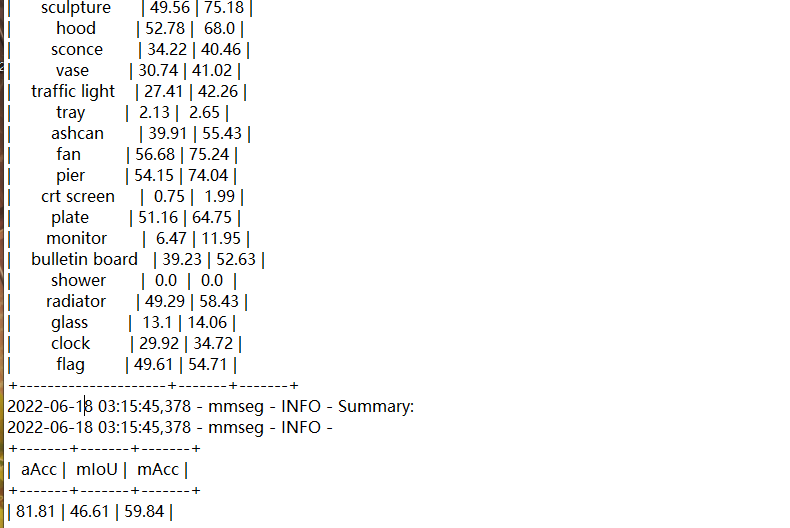 | sculpture | 49.56 | 75.18 |
| hood | 52.78 | 68.0 |
| sconce | 34.22 | 40.46 |
| vase | 30.74 | 41.02 |
| traffic light | 27.41 | 42.26 |
| tray | 2.13 | 2.65 |
| ashcan | 39.91 | 55.43 |
| fan | 56.68 | 75.24 |
| pier | 54.15 | 74.04 |
| crt screen | 0.75 | 1.99 |
| plate | 51.16 | 64.75 |
| monitor | 6.47 | 11.95 |
| bulletin board | 39.23 | 52.63 |
| shower | 0.0 | 0.0 |
| radiator | 49.29 | 58.43 |
| glass | 13.1 | 14.06 |
| clock | 29.92 | 34.72 |
| flag | 49.61 | 54.71 |
+---------------------+-------+-------+
2022-06-18 03:15:45,378 - mmseg - INFO - Summary:
2022-06-18 03:15:45,378 - mmseg - INFO -
+-------+-------+-------+
| aAcc | mIoU | mAcc |
+-------+-------+-------+
| 81.81 | 46.61 | 59.84 |